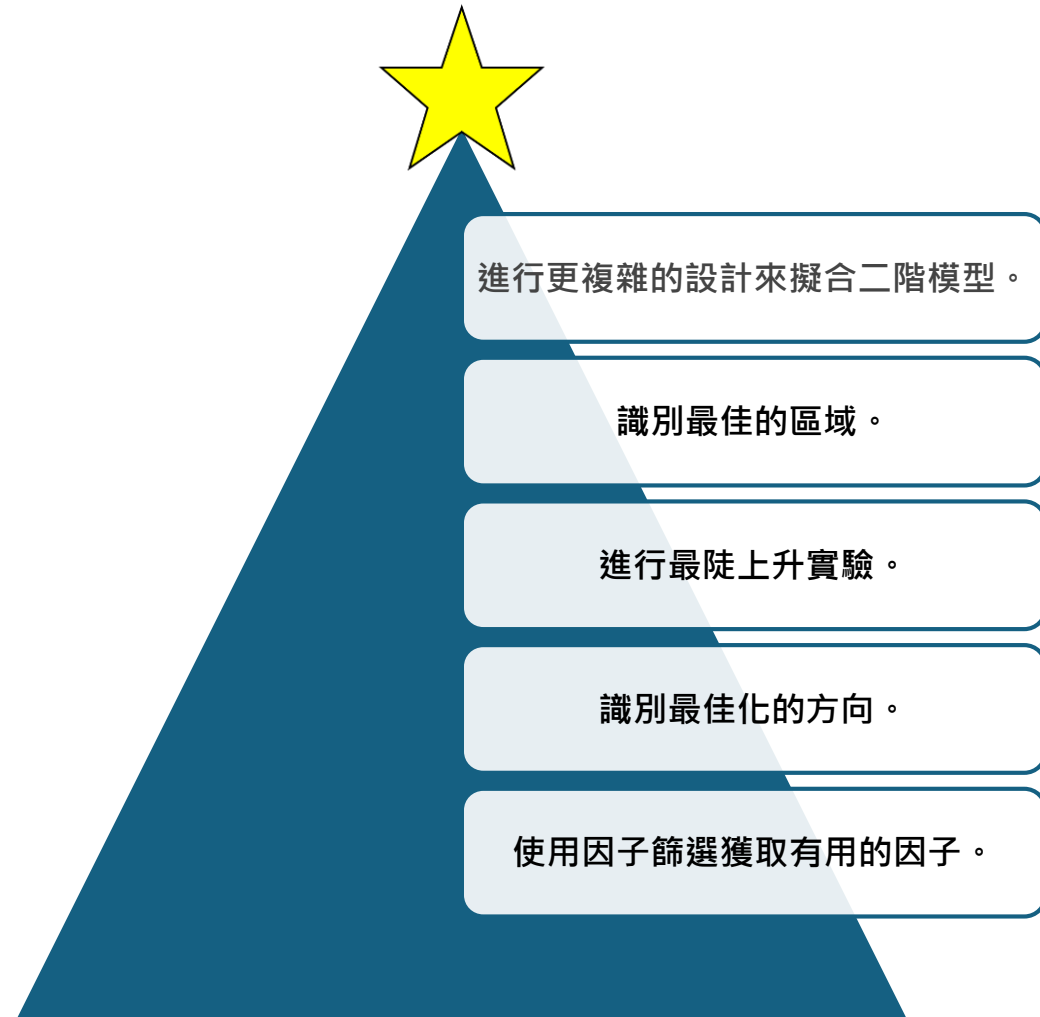 進行更複雜的設計來擬合二階模型。
識別最佳的區域。
進行最陡上升實驗。
識別最佳化的方向。
使用因子篩選獲取有用的因子。